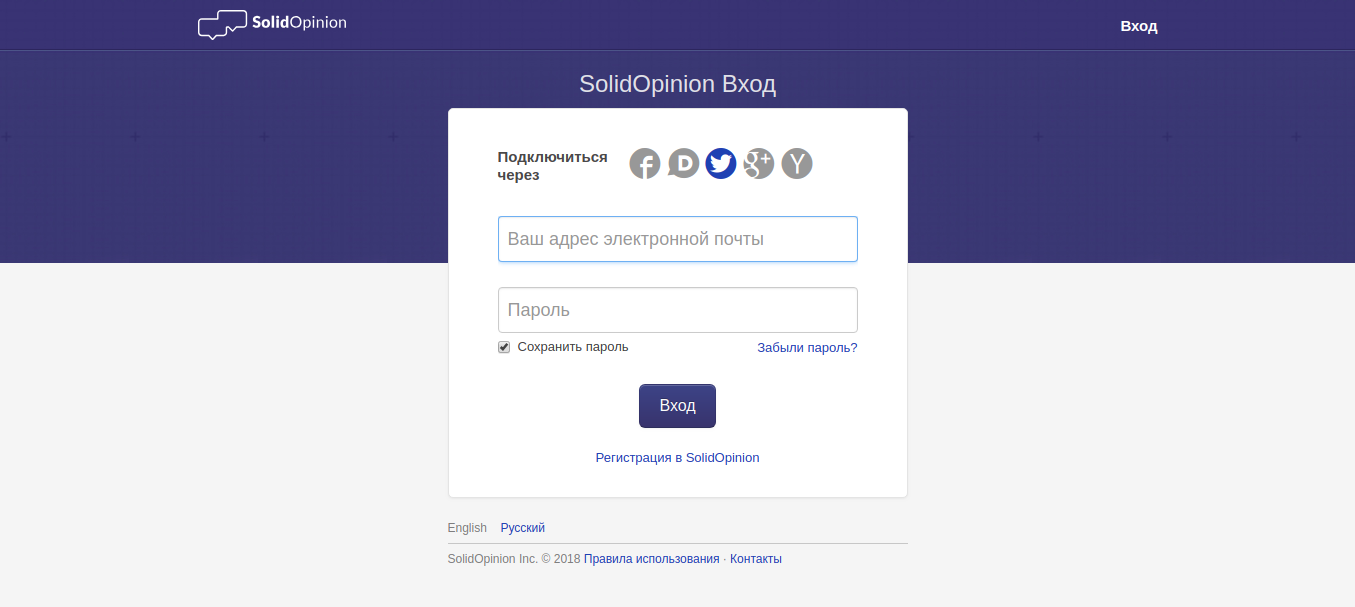 SolidOpinion
Вход
SolidOpinion Вход
Подключиться
через
Ваш адрес электронной почты
Пароль
Сохранить пароль
Забыли пароль?
Вход
Регистрация в SolidOpinion
English Русский
SolidOpinion Inc. © 2018 Правила использования · Контакты